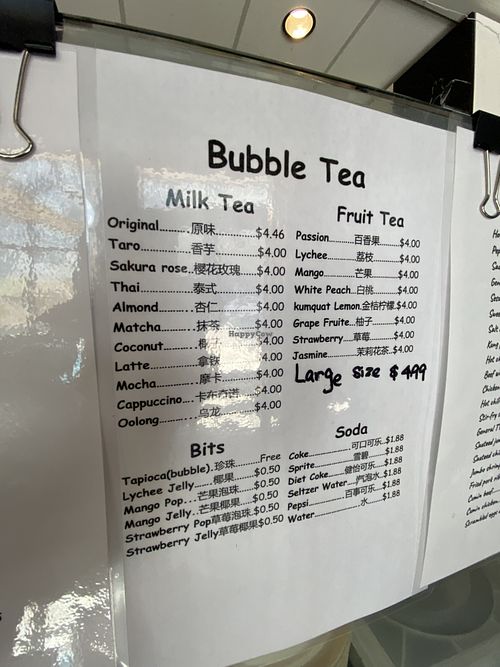 Bubble Tea
Milk Tea
Original..........原味..............$4.46
Taro................香芋..............$4.00
Sakura rose..樱花玫瑰......$4.00
Thai................泰式..............$4.00
Almond...........杏仁..............$4.00
Matcha...........抹茶..............$4.00
Coconut...........椰子..............$4.00
Latte...............拿铁..............$4.00
Mocha.............摩卡..............$4.00
Cappuccino.....卡布奇诺......$4.00
Oolong............乌龙..............$4.00
Fruit Tea
Passion..........百香果......$4.00
Lychee...........荔枝..........$4.00
Mango............芒果..........$4.00
White Peach..白桃..........$4.00
kumquat Lemon.金桔柠檬.$4.00
Grape Fruite...柚子..........$4.00
Strawberry....草莓..........$4.00
Jasmine..........茉莉花茶..$4.00
Large size $4.99
Bits
Tapioca(bubble).珍珠..........Free
Lychee Jelly......椰果..........$0.50
Mango Pop...芒果泡珠......$0.50
Mango Jelly..芒果椰果......$0.50
Strawberry Pop草莓泡珠.$0.50
Strawberry Jelly草莓椰果$0.50
Soda
Coke................可口可乐..$1.88
Sprite.............雪碧..........$1.88
Diet Coke......健怡可乐...$1.88
Seltzer Water....汽泡水..$1.88
Pepsi..............百事可乐...$1.88
Water..............水...........$1.88
HappyCow